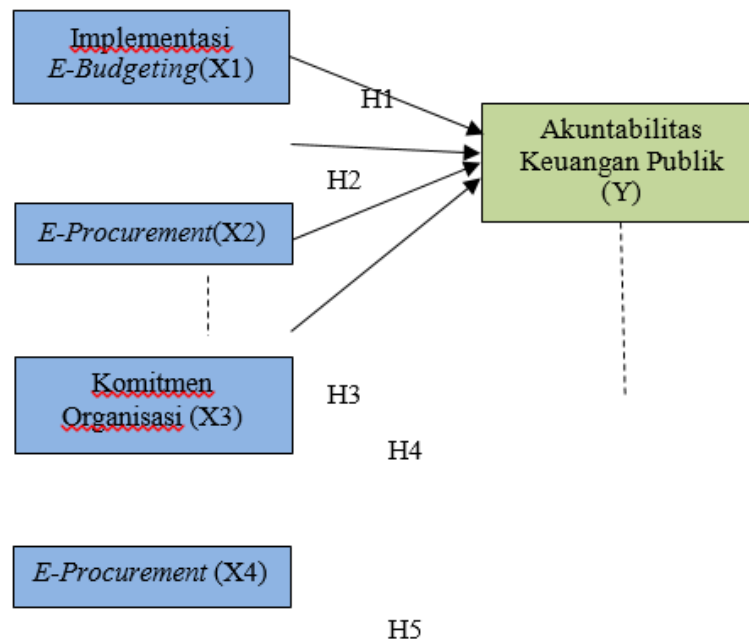 Implementasi
E-Budgeting(X1)
H1
Akuntabilitas
Keuangan Publik
(Y)
H2
E-Procurement(X2)
Komitmen
Organisasi (X3)
H3
H4
E-Procurement (X4)
H5